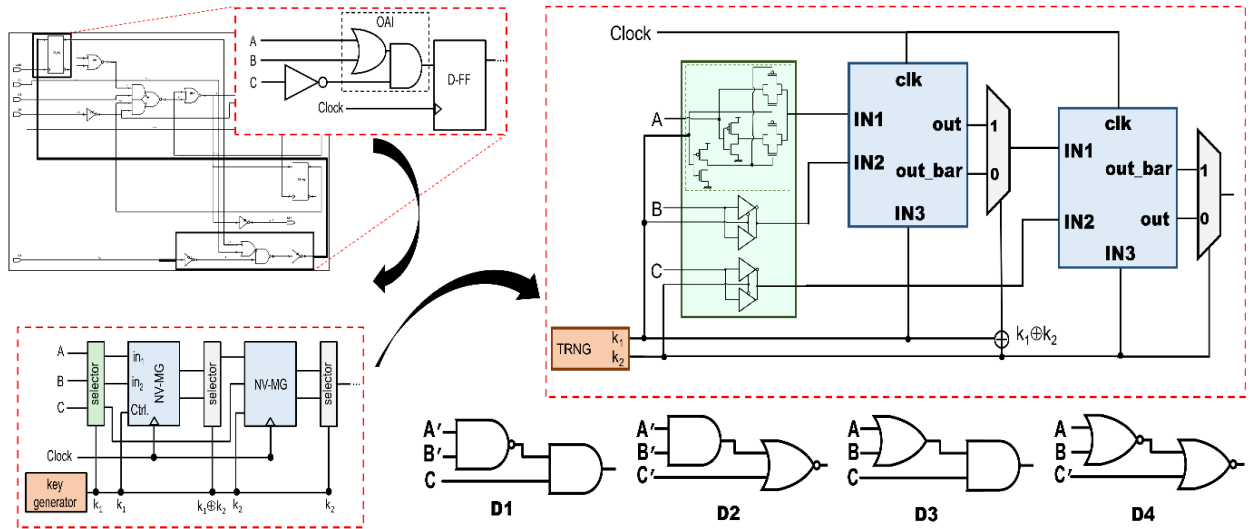 OAI
A
B
C
D-FF
...
Clock
Clock
A
B
C
clk
IN1
IN2
IN3
out
out_bar
1
0
clk
IN1
IN2
IN3
out_bar
out
1
0
TRNG
k₁
k₂
k₁⊕k₂
A
B
C
selector
in₁
in₂
Ctrl.
NV-MG
selector
NV-MG
selector
...
Clock
key
generator
k₁
k₁
k₁⊕k₂
k₂
k₂
A′
B′
C
D1
A′
B′
C′
D2
A
B
C
D3
A
B
C′
D4